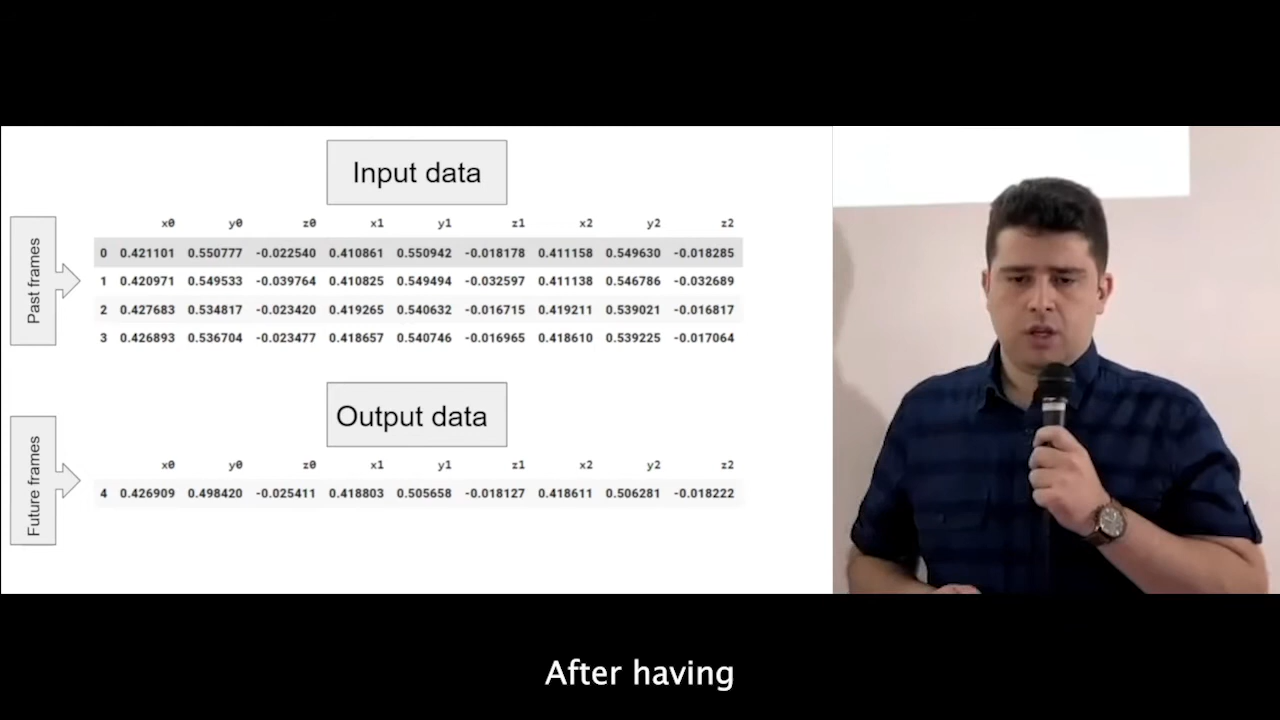 Input data
Past frames
x0 y0 z0 x1 y1 z1 x2 y2 z2
0 0.421101 0.550777 -0.022540 0.410861 0.550942 -0.018178 0.411158 0.549630 -0.018285
1 0.420971 0.549533 -0.039764 0.410825 0.549494 -0.032597 0.411138 0.546786 -0.032689
2 0.427683 0.534817 -0.023420 0.419265 0.540632 -0.016715 0.419211 0.539021 -0.016817
3 0.426893 0.536704 -0.023477 0.418657 0.540746 -0.016965 0.418610 0.539225 -0.017064
Output data
Future frames
x0 y0 z0 x1 y1 z1 x2 y2 z2
4 0.426909 0.498420 -0.025411 0.418803 0.505658 -0.018127 0.418611 0.506281 -0.018222
After having